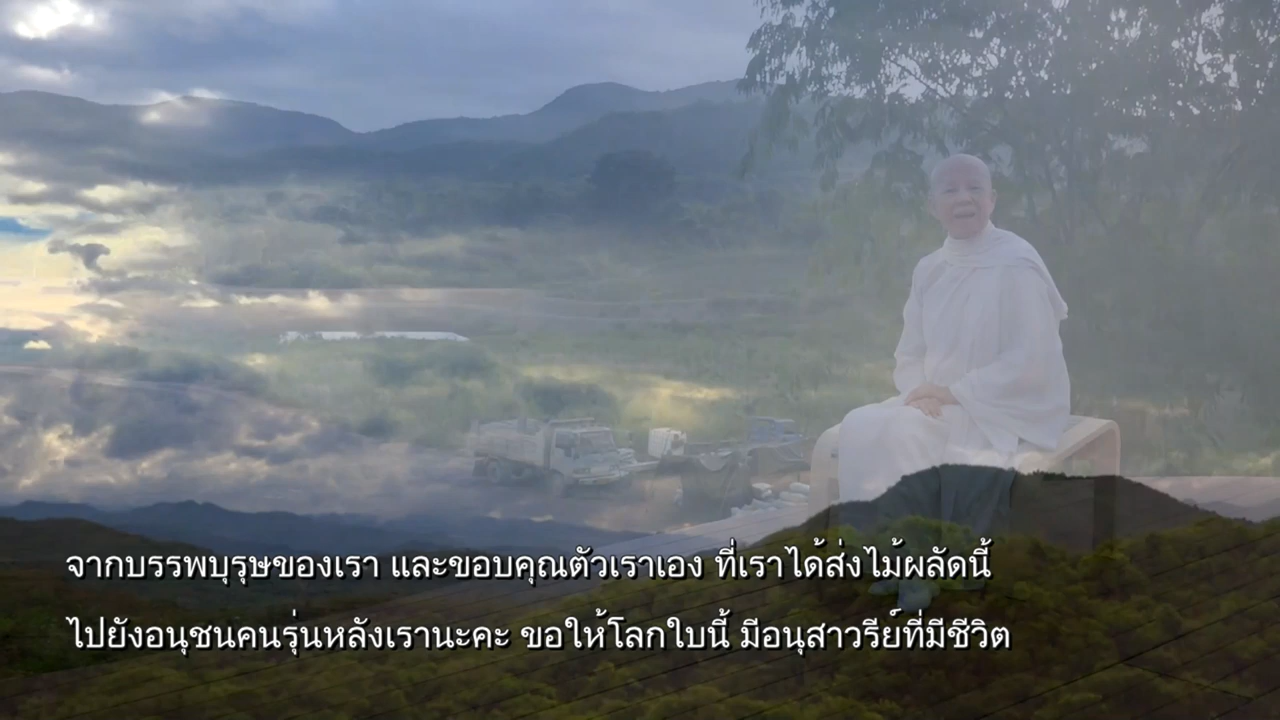 จากบรรพบุรุษของเรา และขอบคุณตัวเราเอง ที่เราได้ส่งไม้ผลัดนี้
ไปยังอนุชนคนรุ่นหลังเรานะคะ ขอให้โลกใบนี้ มีอนุสาวรีย์ที่มีชีวิต